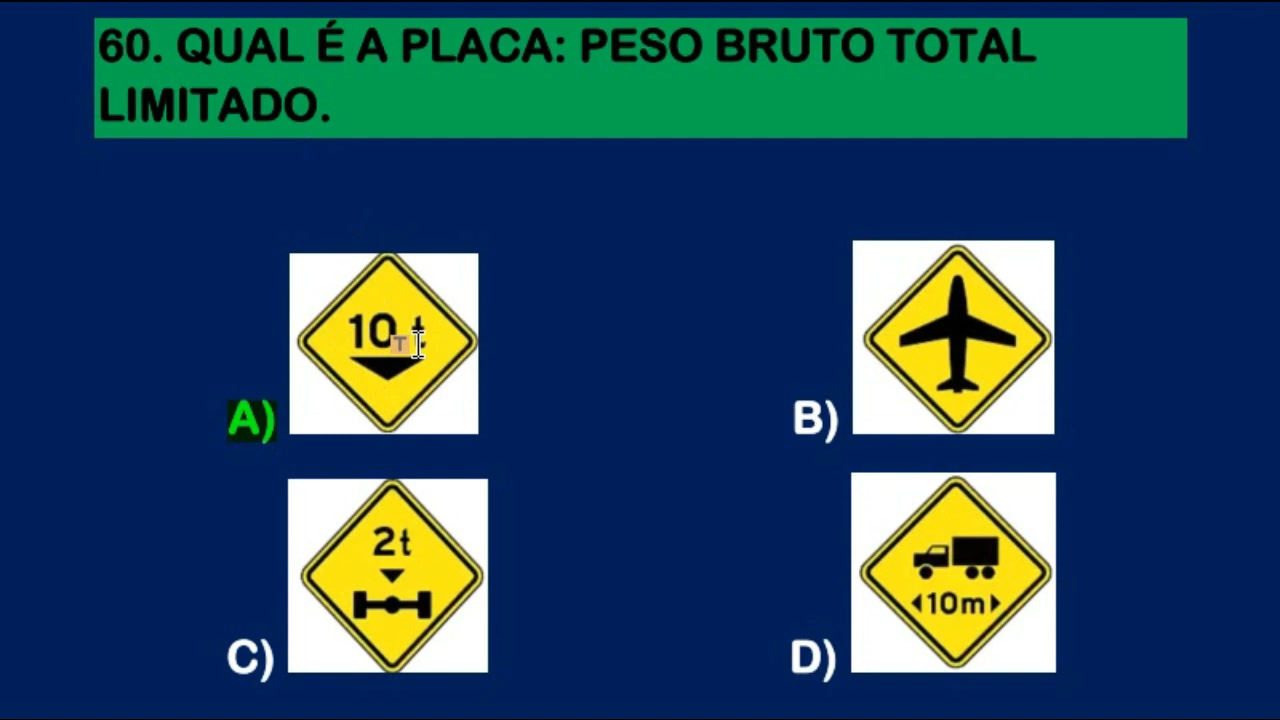 60. QUAL É A PLACA: PESO BRUTO TOTAL
LIMITADO.
10 t
T
A)
B)
2t
C)
10m
D)